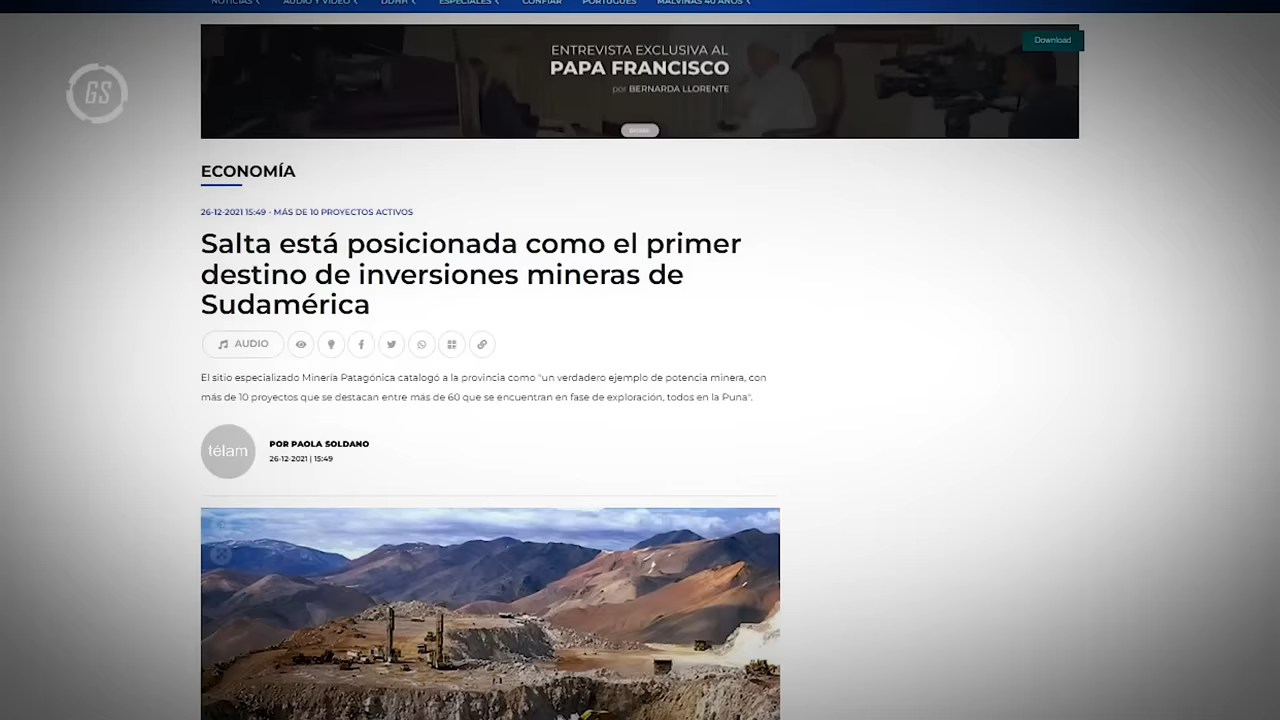 NOTICIAS
AUDIO Y VIDEO
DDHH
ESPECIALES
CONFIAR
PORTUGUÊS
MALVINAS 40 AÑOS
Download
ENTREVISTA EXCLUSIVA AL
PAPA FRANCISCO
por BERNARDA LLORENTE
GS
ECONOMÍA
26-12-2021 15:49 - MÁS DE 10 PROYECTOS ACTIVOS
Salta está posicionada como el primer
destino de inversiones mineras de
Sudamérica
AUDIO
El sitio especializado Minería Patagónica catalogó a la provincia como "un verdadero ejemplo de potencia minera, con
más de 10 proyectos que se destacan entre más de 60 que se encuentran en fase de exploración, todos en la Puna".
télam
POR PAOLA SOLDANO
26-12-2021 | 15:49